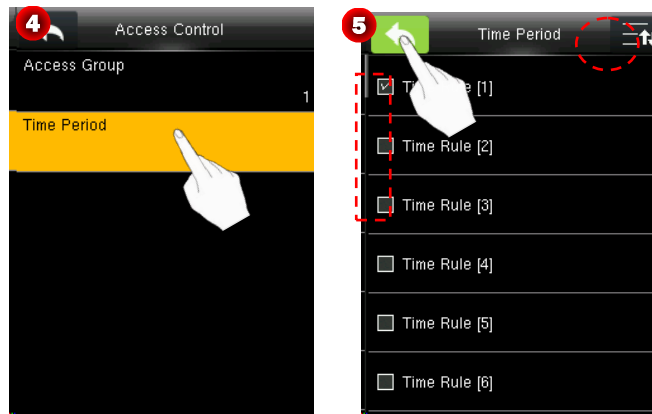 4
Access Control
Access Group
1
Time Period
5
Time Period
Time Rule [1]
Time Rule [2]
Time Rule [3]
Time Rule [4]
Time Rule [5]
Time Rule [6]